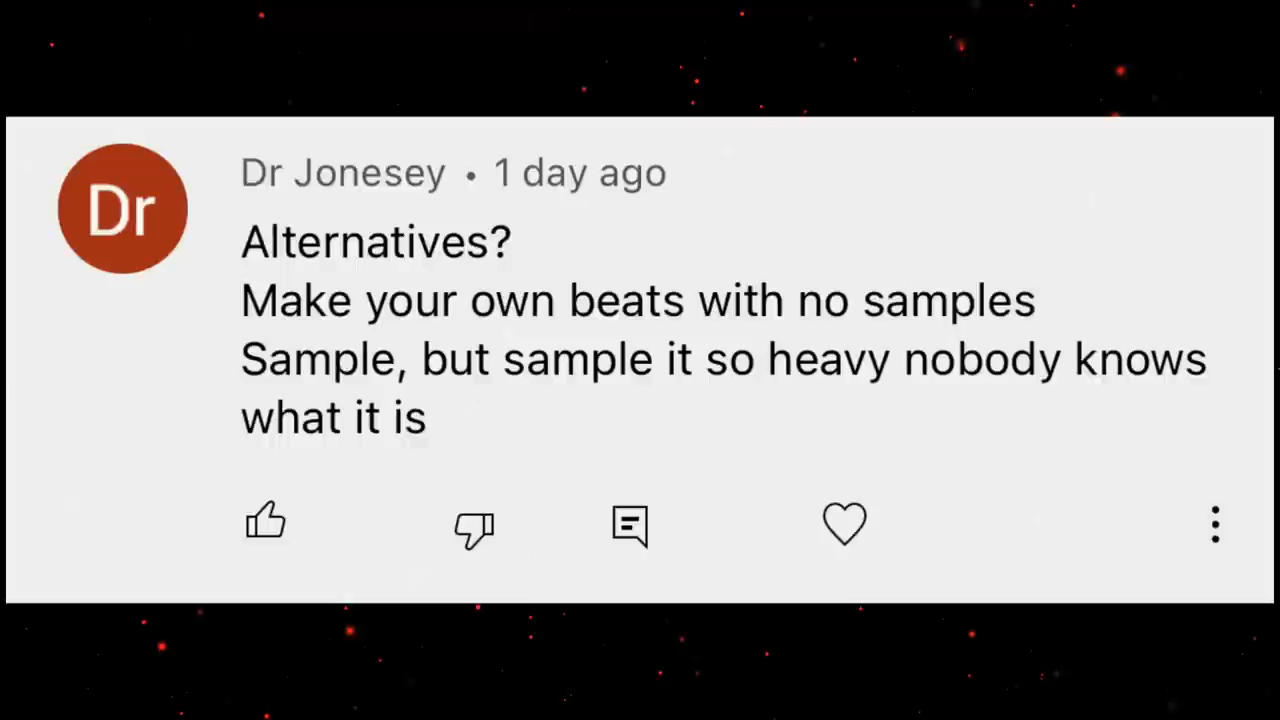 Dr
Dr Jonesey • 1 day ago
Alternatives?
Make your own beats with no samples
Sample, but sample it so heavy nobody knows
what it is